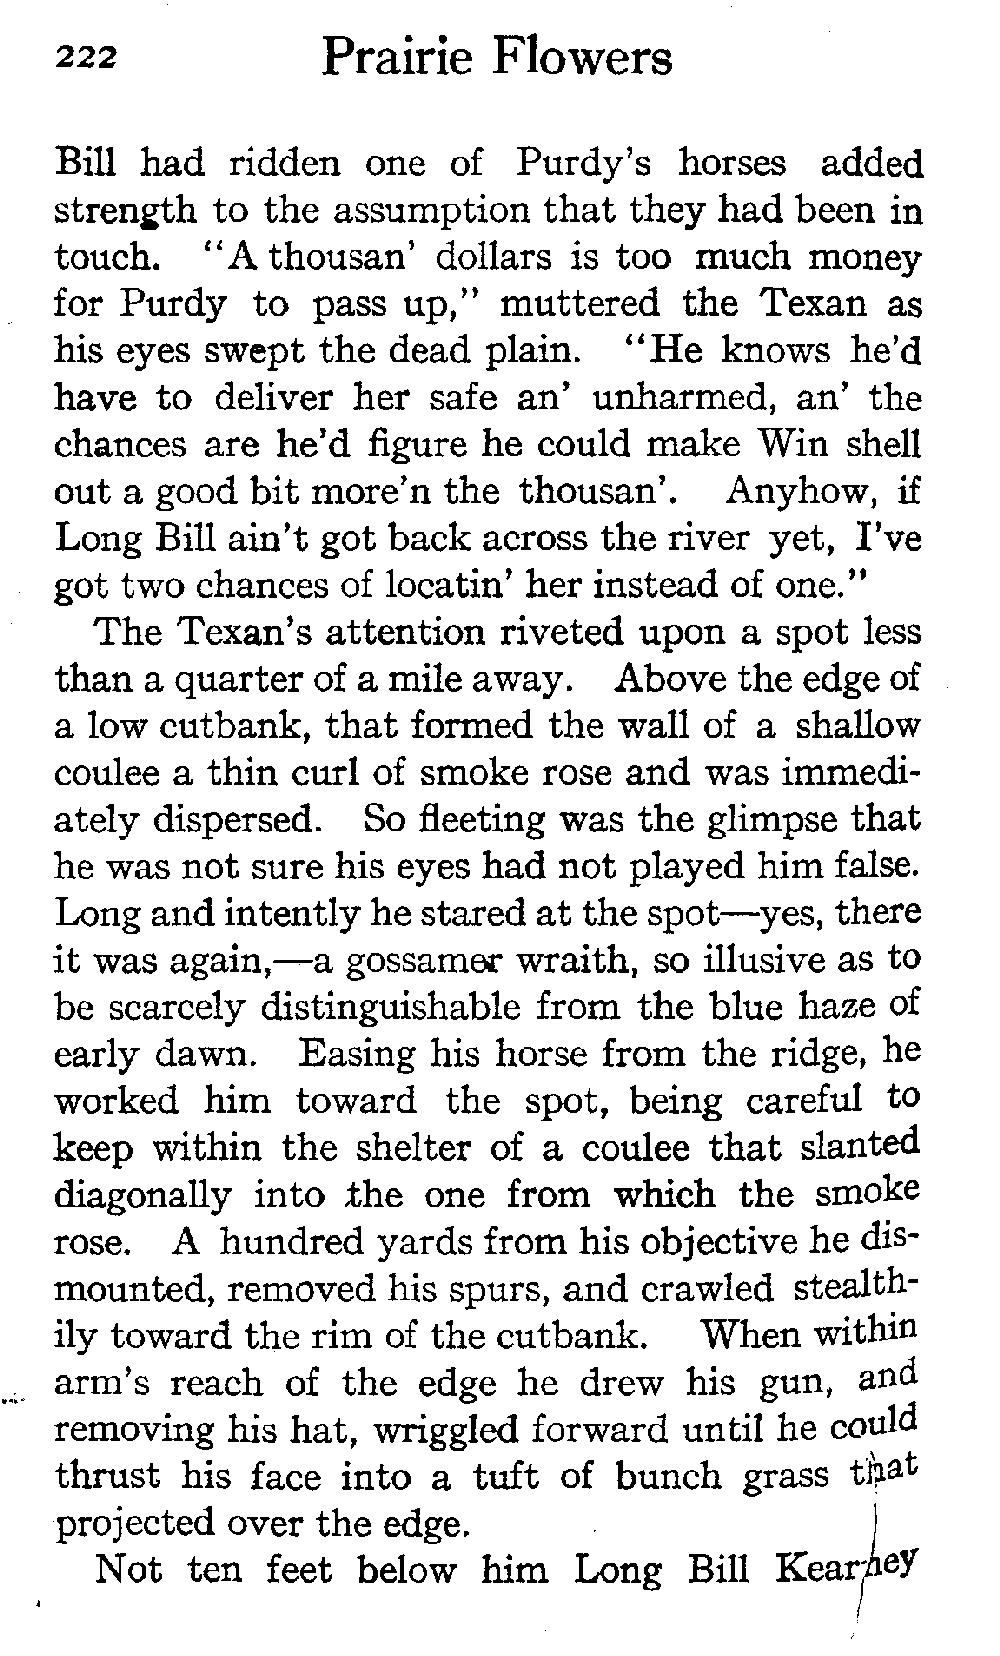 222 Prairie Flowers
Bill had ridden one of Purdy's horses added
strength to the assumption that they had been in
touch. "A thousan' dollars is too much money
for Purdy to pass up," muttered the Texan as
his eyes swept the dead plain. "He knows he'd
have to deliver her safe an' unharmed, an' the
chances are he'd figure he could make Win shell
out a good bit more'n the thousan'. Anyhow, if
Long Bill ain't got back across the river yet, I've
got two chances of locatin' her instead of one."
The Texan's attention riveted upon a spot less
than a quarter of a mile away. Above the edge of
a low cutbank, that formed the wall of a shallow
coulee a thin curl of smoke rose and was immedi-
ately dispersed. So fleeting was the glimpse that
he was not sure his eyes had not played him false.
Long and intently he stared at the spot—yes, there
it was again,—a gossamer wraith, so illusive as to
be scarcely distinguishable from the blue haze of
early dawn. Easing his horse from the ridge, he
worked him toward the spot, being careful to
keep within the shelter of a coulee that slanted
diagonally into the one from which the smoke
rose. A hundred yards from his objective he dis-
mounted, removed his spurs, and crawled stealth-
ily toward the rim of the cutbank. When within
arm's reach of the edge he drew his gun, and
removing his hat, wriggled forward until he could
thrust his face into a tuft of bunch grass that
projected over the edge.
Not ten feet below him Long Bill Kearney